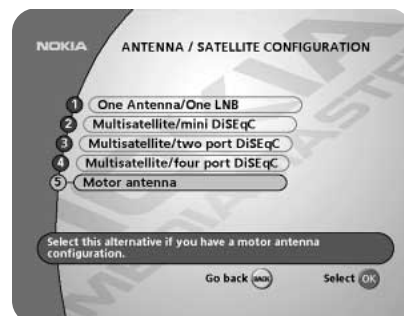 NOKIA
ANTENNA / SATELLITE CONFIGURATION
1 One Antenna/One LNB
2 Multisatellite/mini DiSEqC
3 Multisatellite/two port DiSEqC
4 Multisatellite/four port DiSEqC
5 Motor antenna
Select this alternative if you have a motor antenna
configuration.
Go back BACK Select OK
NOKIA
MEDIAMASTER